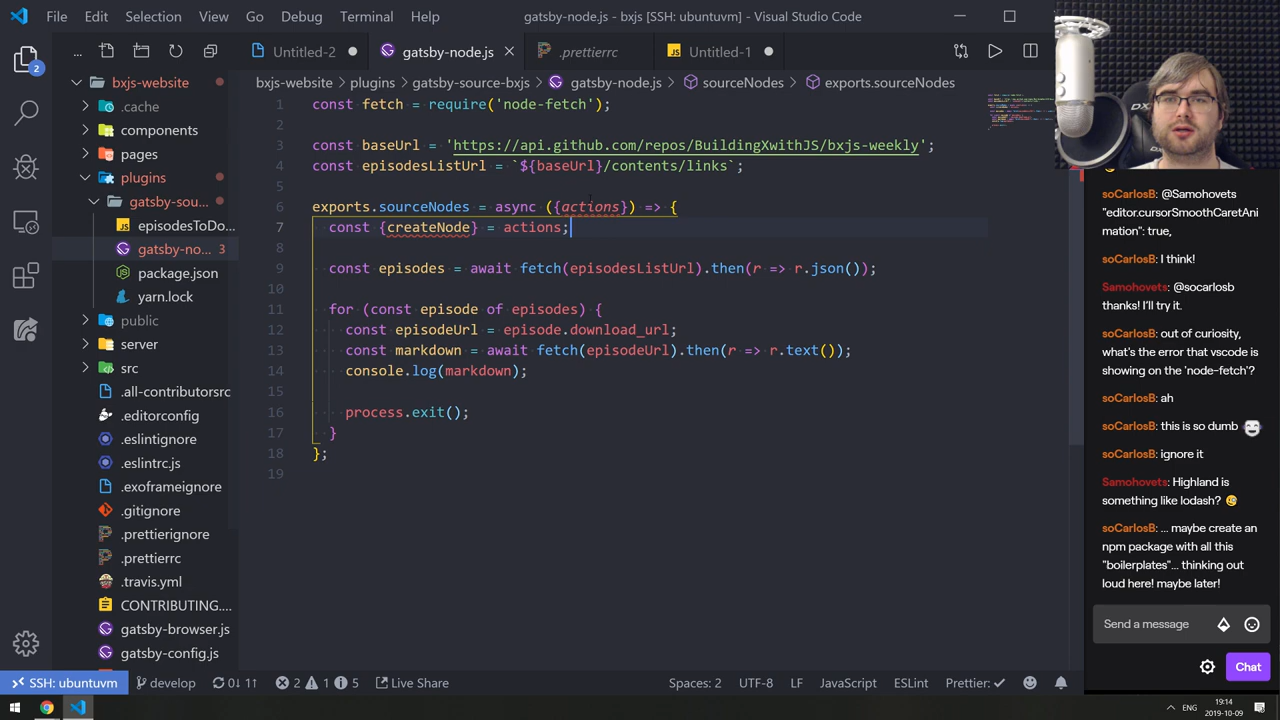 File Edit Selection View Go Debug Terminal Help
gatsby-node.js - bxjs [SSH: ubuntuvm] - Visual Studio Code
...
Untitled-2
gatsby-node.js
.prettierrc
Untitled-1
bxjs-website > plugins > gatsby-source-bxjs > gatsby-node.js > sourceNodes > exports.sourceNodes
2
bxjs-website
.cache
components
pages
plugins
gatsby-sou...
episodesToDo...
gatsby-no... 3
package.json
yarn.lock
public
server
src
.all-contributorsrc
.editorconfig
.eslintignore
.eslintrc.js
.exoframeignore
.gitignore
.prettierignore
.prettierrc
.travis.yml
CONTRIBUTING....
gatsby-browser.js
gatsby-config.js
1 const fetch = require('node-fetch');
2
3 const baseUrl = 'https://api.github.com/repos/BuildingXwithJS/bxjs-weekly';
4 const episodesListUrl = `${baseUrl}/contents/links`;
5
6 exports.sourceNodes = async ({actions}) => {
7 const {createNode} = actions;
8
9 const episodes = await fetch(episodesListUrl).then(r => r.json());
10
11 for (const episode of episodes) {
12 const episodeUrl = episode.download_url;
13 const markdown = await fetch(episodeUrl).then(r => r.text());
14 console.log(markdown);
15
16 process.exit();
17 }
18 };
19
soCarlosB: @Samohovets
"editor.cursorSmoothCaretAni
mation": true,
soCarlosB: I think!
Samohovets: @socarlosb
thanks! I'll try it.
soCarlosB: out of curiosity,
what's the error that vscode is
showing on the 'node-fetch'?
soCarlosB: ah
soCarlosB: this is so dumb
soCarlosB: ignore it
Samohovets: Highland is
something like lodash?
soCarlosB: ... maybe create an
npm package with all this
"boilerplates"... thinking out
loud here! maybe later!
Send a message
Chat
SSH: ubuntuvm
develop
0↓ 1↑
2 1 5
Live Share
Spaces: 2
UTF-8
LF
JavaScript
ESLint
Prettier: ✓
ENG
19:14
2019-10-09